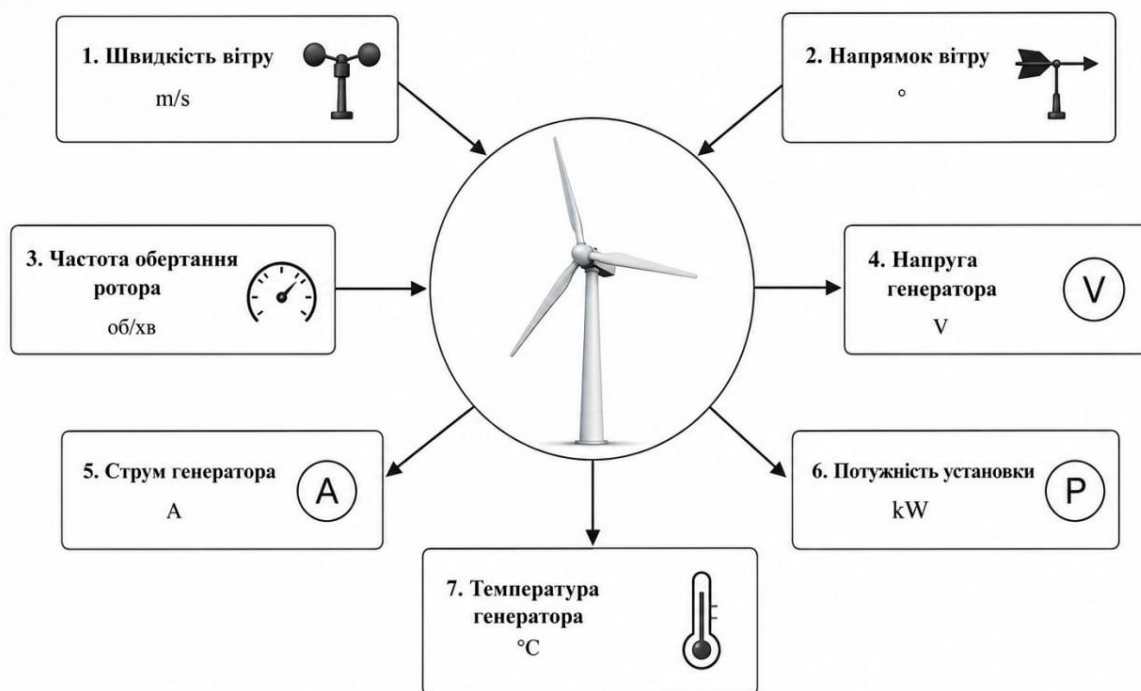 1. Швидкість вітру
m/s
2. Напрямок вітру
°
3. Частота обертання
ротора
об/хв
4. Напруга
генератора
V
V
5. Струм генератора
A
A
6. Потужність установки
kW
P
7. Температура
генератора
°C